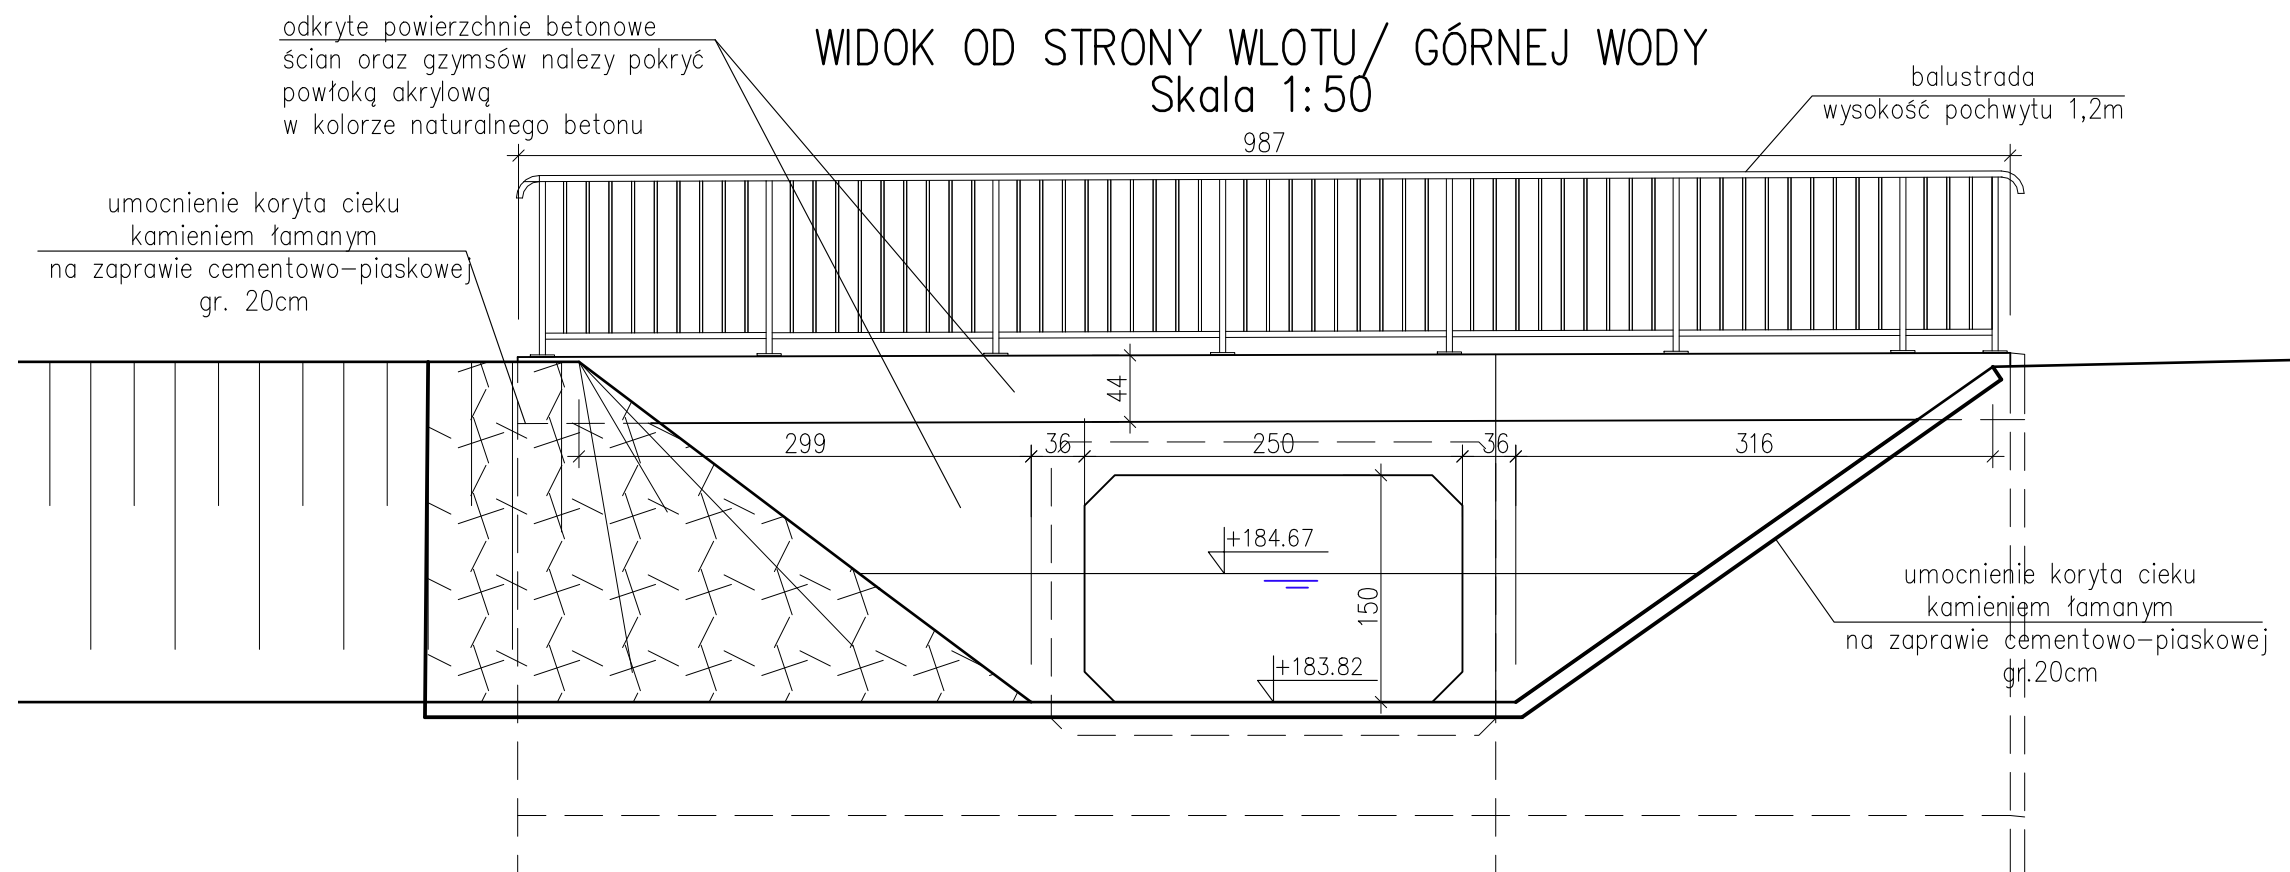 odkryte powierzchnie betonowe
ścian oraz gzymsów nalezy pokryć
powłoką akrylową
w kolorze naturalnego betonu
WIDOK OD STRONY WLOTU/ GÓRNEJ WODY
Skala 1:50
balustrada
wysokość pochwytu 1,2m
987
umocnienie koryta cieku
kamieniem łamanym
na zaprawie cementowo-piaskowej
gr. 20cm
44
299
36
250
36
316
+184.67
150
+183.82
umocnienie koryta cieku
kamieniem łamanym
na zaprawie cementowo-piaskowej
gr.20cm